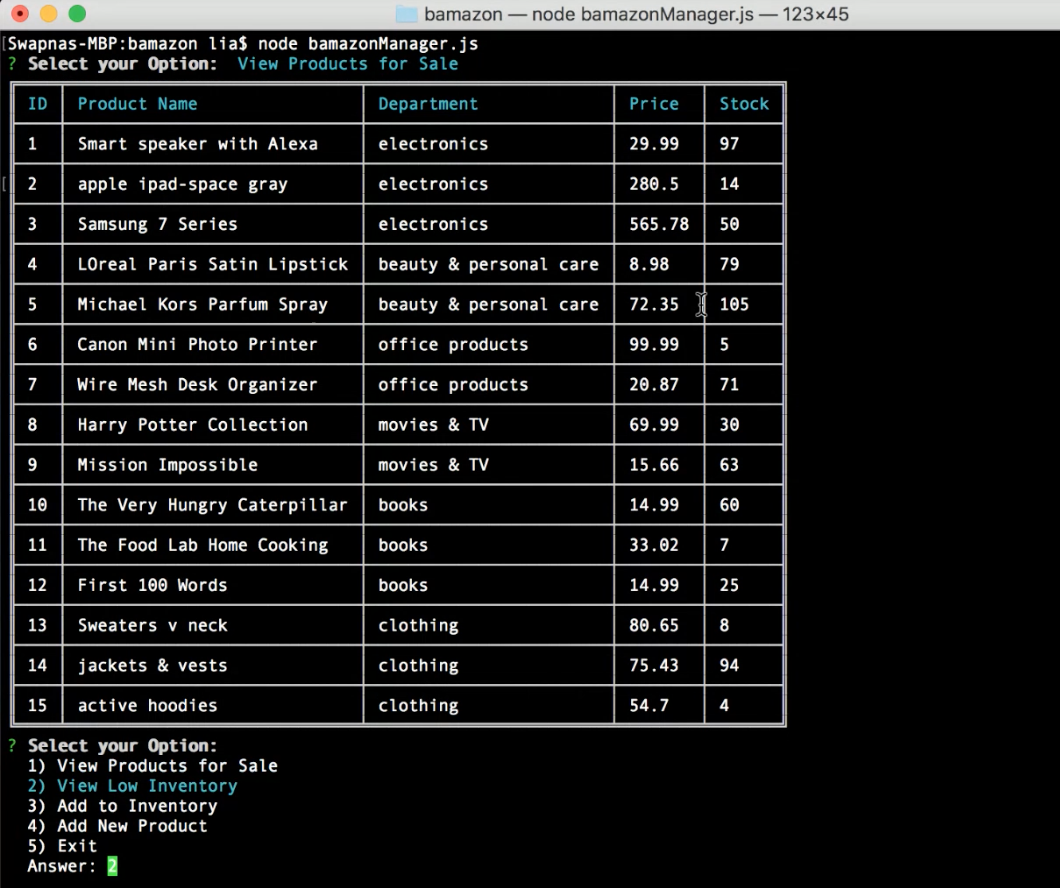 bamazon — node bamazonManager.js — 123×45
[Swapnas-MBP:bamazon lia$ node bamazonManager.js
? Select your Option: View Products for Sale
ID Product Name Department Price Stock
1 Smart speaker with Alexa electronics 29.99 97
[ 2 apple ipad-space gray electronics 280.5 14
3 Samsung 7 Series electronics 565.78 50
4 LOreal Paris Satin Lipstick beauty & personal care 8.98 79
5 Michael Kors Parfum Spray beauty & personal care 72.35 105
6 Canon Mini Photo Printer office products 99.99 5
7 Wire Mesh Desk Organizer office products 20.87 71
8 Harry Potter Collection movies & TV 69.99 30
9 Mission Impossible movies & TV 15.66 63
10 The Very Hungry Caterpillar books 14.99 60
11 The Food Lab Home Cooking books 33.02 7
12 First 100 Words books 14.99 25
13 Sweaters v neck clothing 80.65 8
14 jackets & vests clothing 75.43 94
15 active hoodies clothing 54.7 4
? Select your Option:
1) View Products for Sale
2) View Low Inventory
3) Add to Inventory
4) Add New Product
5) Exit
Answer: 2